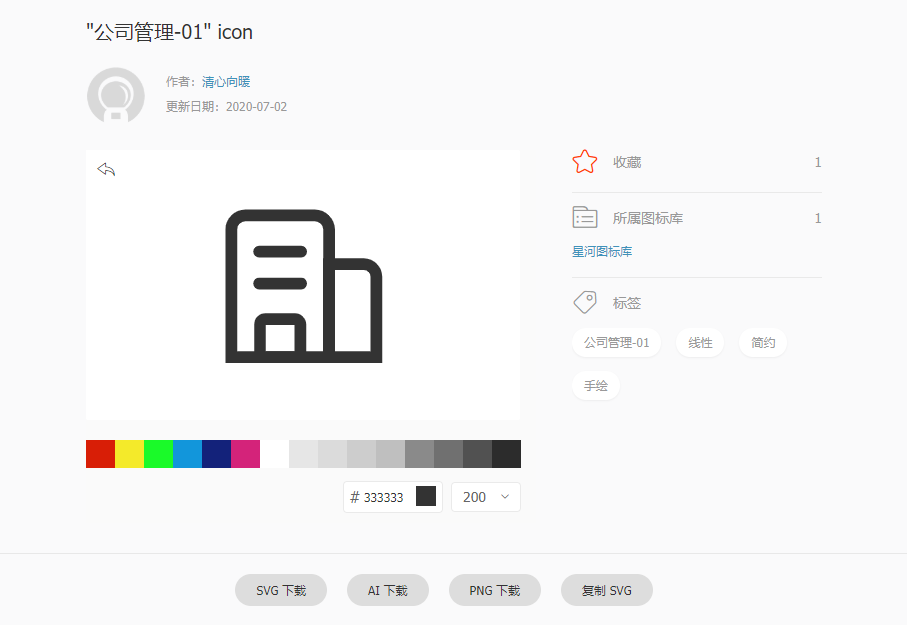 "公司管理-01" icon
作者：清心向暖
更新日期：2020-07-02
收藏 1
所属图标库 1
星河图标库
标签
公司管理-01 线性 简约
手绘
# 333333 200
SVG 下载 AI 下载 PNG 下载 复制 SVG